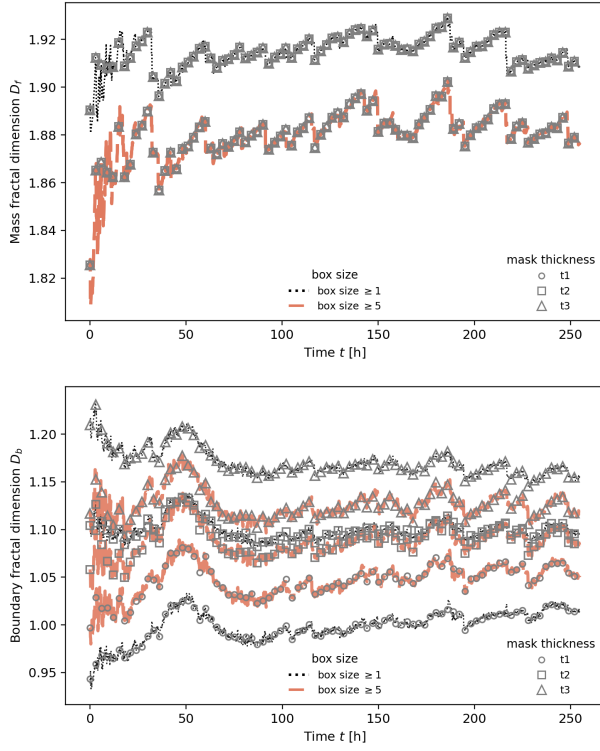 Mass fractal dimension D_f
1.92
1.90
1.88
1.86
1.84
1.82
box size
box size ≥ 1
box size ≥ 5
mask thickness
t1
t2
t3
0
50
100
150
200
250
Time t [h]
Boundary fractal dimension D_b
1.20
1.15
1.10
1.05
1.00
0.95
box size
box size ≥ 1
box size ≥ 5
mask thickness
t1
t2
t3
0
50
100
150
200
250
Time t [h]